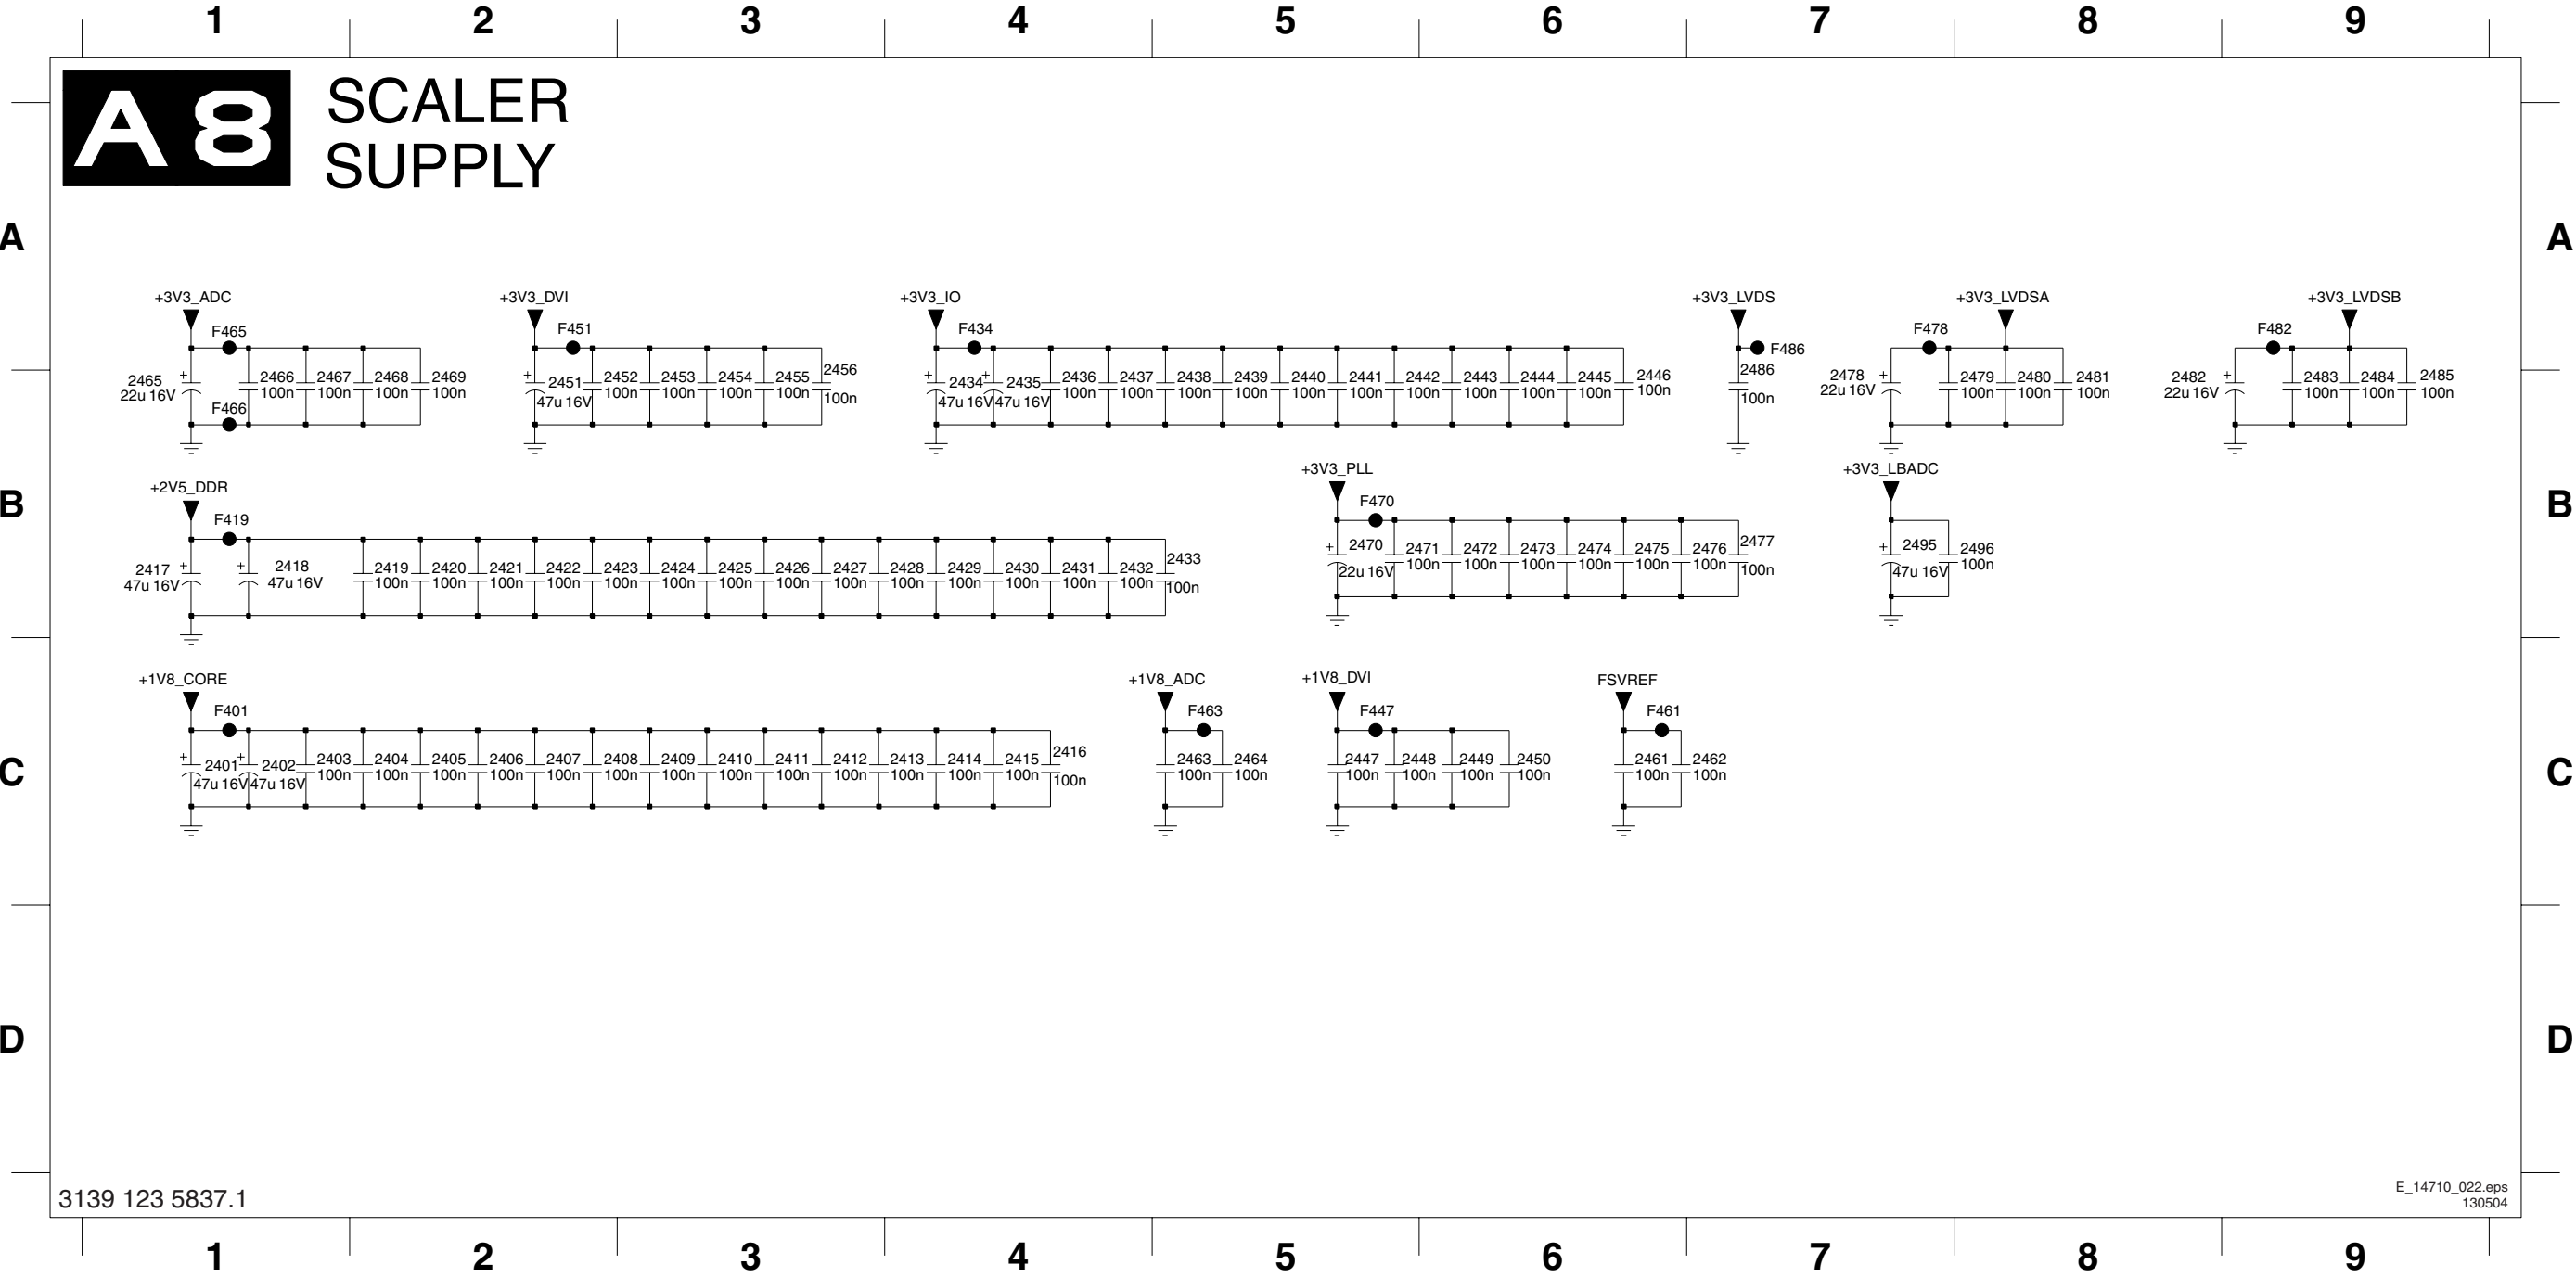 1 2 3 4 5 6 7 8 9
A8 SCALER
SUPPLY
A A
+3V3_ADC +3V3_DVI +3V3_IO +3V3_LVDS +3V3_LVDSA +3V3_LVDSB
F465 F451 F434 F486 F478 F482
2465 2466 2467 2468 2469 2451 2452 2453 2454 2455 2456 2434 2435 2436 2437 2438 2439 2440 2441 2442 2443 2444 2445 2446 2486 2478 2479 2480 2481 2482 2483 2484 2485
22u 16V 100n 100n 100n 100n 47u 16V 100n 100n 100n 100n 100n 47u 16V 47u 16V 100n 100n 100n 100n 100n 100n 100n 100n 100n 100n 100n 100n 22u 16V 100n 100n 100n 22u 16V 100n 100n 100n
F466
+3V3_PLL +3V3_LBADC
B B
+2V5_DDR
F470
F419
2417 2418 2419 2420 2421 2422 2423 2424 2425 2426 2427 2428 2429 2430 2431 2432 2433 2470 2471 2472 2473 2474 2475 2476 2477 2495 2496
47u 16V 47u 16V 100n 100n 100n 100n 100n 100n 100n 100n 100n 100n 100n 100n 100n 100n 100n 22u 16V 100n 100n 100n 100n 100n 100n 100n 47u 16V 100n
+1V8_CORE +1V8_ADC +1V8_DVI FSVREF
F401 F463 F447 F461
C C
2401 2402 2403 2404 2405 2406 2407 2408 2409 2410 2411 2412 2413 2414 2415 2416 2463 2464 2447 2448 2449 2450 2461 2462
47u 16V 47u 16V 100n 100n 100n 100n 100n 100n 100n 100n 100n 100n 100n 100n 100n 100n 100n 100n 100n 100n 100n 100n 100n 100n
D D
3139 123 5837.1
E_14710_022.eps
130504
1 2 3 4 5 6 7 8 9